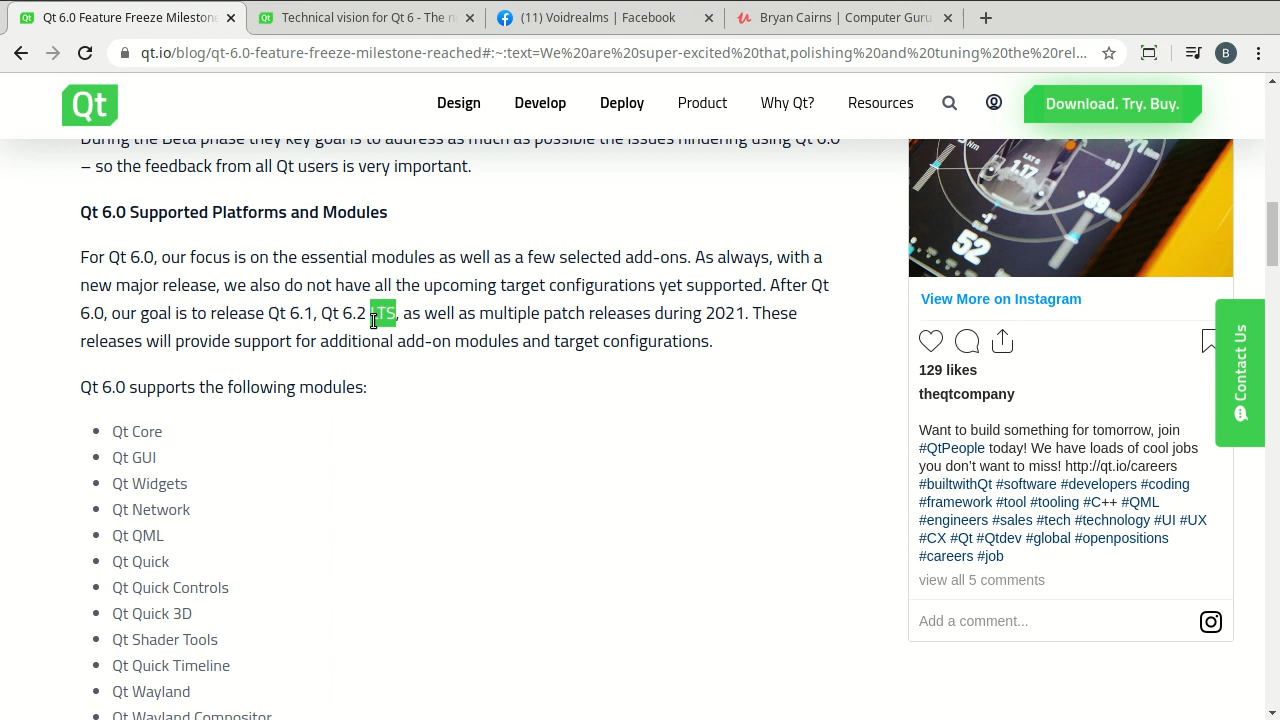 Qt 6.0 Feature Freeze Milestone
Technical vision for Qt 6 - The m
(11) Voidrealms | Facebook
Bryan Cairns | Computer Guru
qt.io/blog/qt-6.0-feature-freeze-milestone-reached#:~:text=We%20are%20super-excited%20that,polishing%20and%20tuning%20the%20rel...
B
Qt
Design
Develop
Deploy
Product
Why Qt?
Resources
Download. Try. Buy.
During the Beta phase they key goal is to address as much as possible the issues hindering using Qt 6.0
– so the feedback from all Qt users is very important.
Qt 6.0 Supported Platforms and Modules
For Qt 6.0, our focus is on the essential modules as well as a few selected add-ons. As always, with a
new major release, we also do not have all the upcoming target configurations yet supported. After Qt
6.0, our goal is to release Qt 6.1, Qt 6.2 LTS, as well as multiple patch releases during 2021. These
releases will provide support for additional add-on modules and target configurations.
Qt 6.0 supports the following modules:
Qt Core
Qt GUI
Qt Widgets
Qt Network
Qt QML
Qt Quick
Qt Quick Controls
Qt Quick 3D
Qt Shader Tools
Qt Quick Timeline
Qt Wayland
Qt Wayland Compositor
Nm
LAT G
1.17
89
52
View More on Instagram
129 likes
theqtcompany
Want to build something for tomorrow, join
#QtPeople today! We have loads of cool jobs
you don't want to miss! http://qt.io/careers
#builtwithQt #software #developers #coding
#framework #tool #tooling #C++ #QML
#engineers #sales #tech #technology #UI #UX
#CX #Qt #Qtdev #global #openpositions
#careers #job
view all 5 comments
Add a comment...
Contact Us